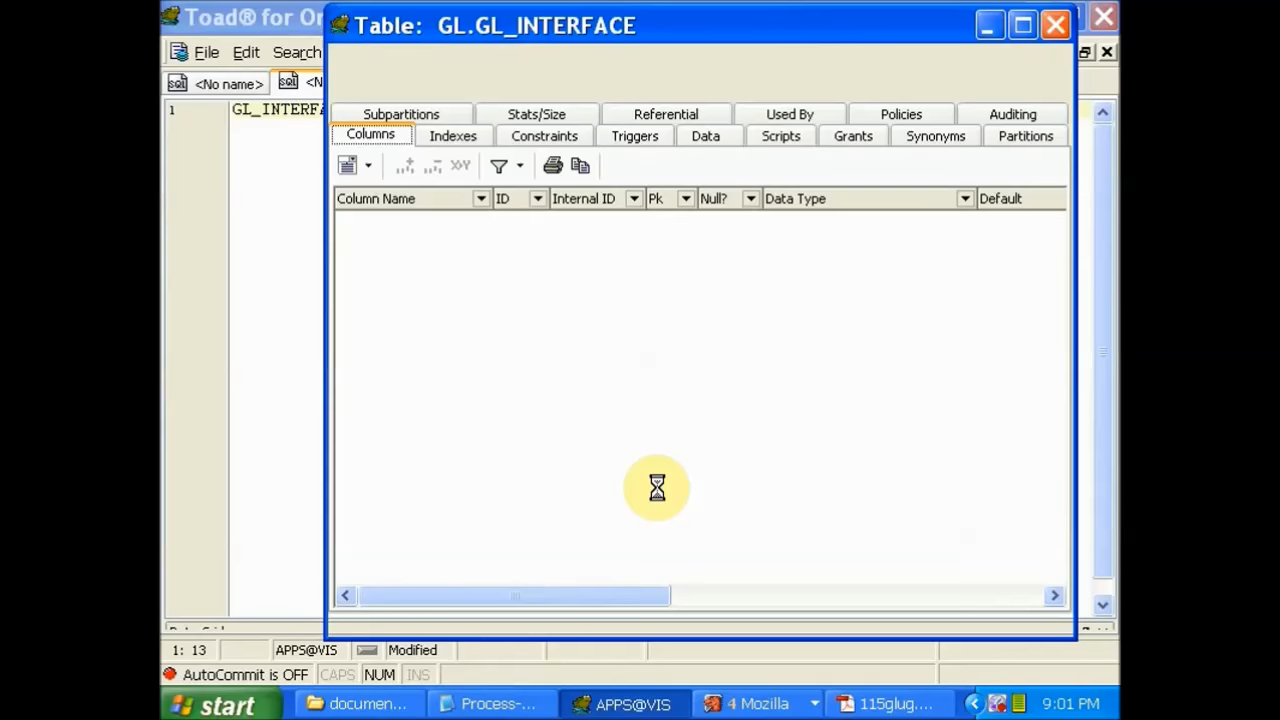 Toad® for Or
Table: GL.GL_INTERFACE
File Edit Search
<No name> <N
1 GL_INTERFA
Subpartitions Stats/Size Referential Used By Policies Auditing
Columns Indexes Constraints Triggers Data Scripts Grants Synonyms Partitions
Column Name ID Internal ID Pk Null? Data Type Default
1: 13 APPS@VIS Modified
AutoCommit is OFF CAPS NUM INS
start documen... Process-... APPS@VIS 4 Mozilla 115glug.... 9:01 PM